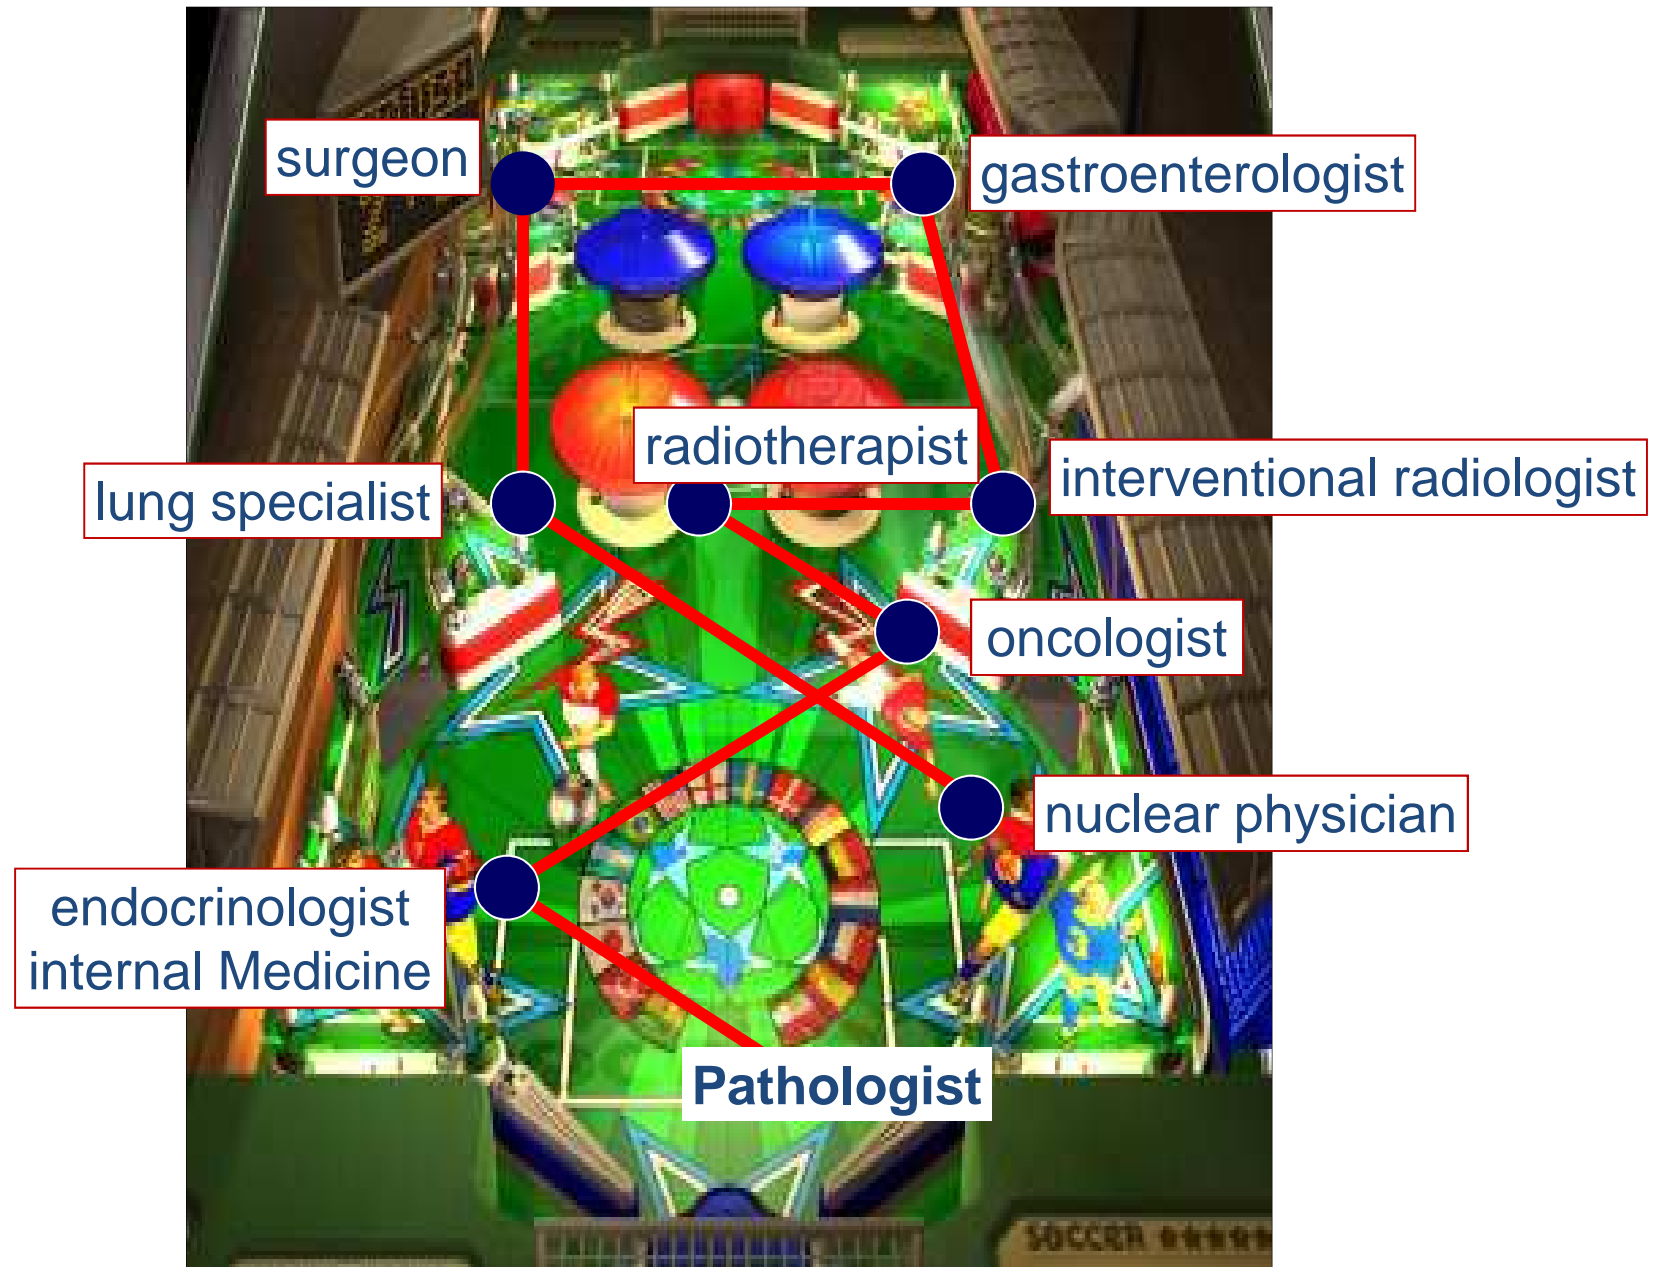 surgeon
gastroenterologist
radiotherapist
interventional radiologist
lung specialist
oncologist
nuclear physician
endocrinologist
internal Medicine
Pathologist
SOCCER